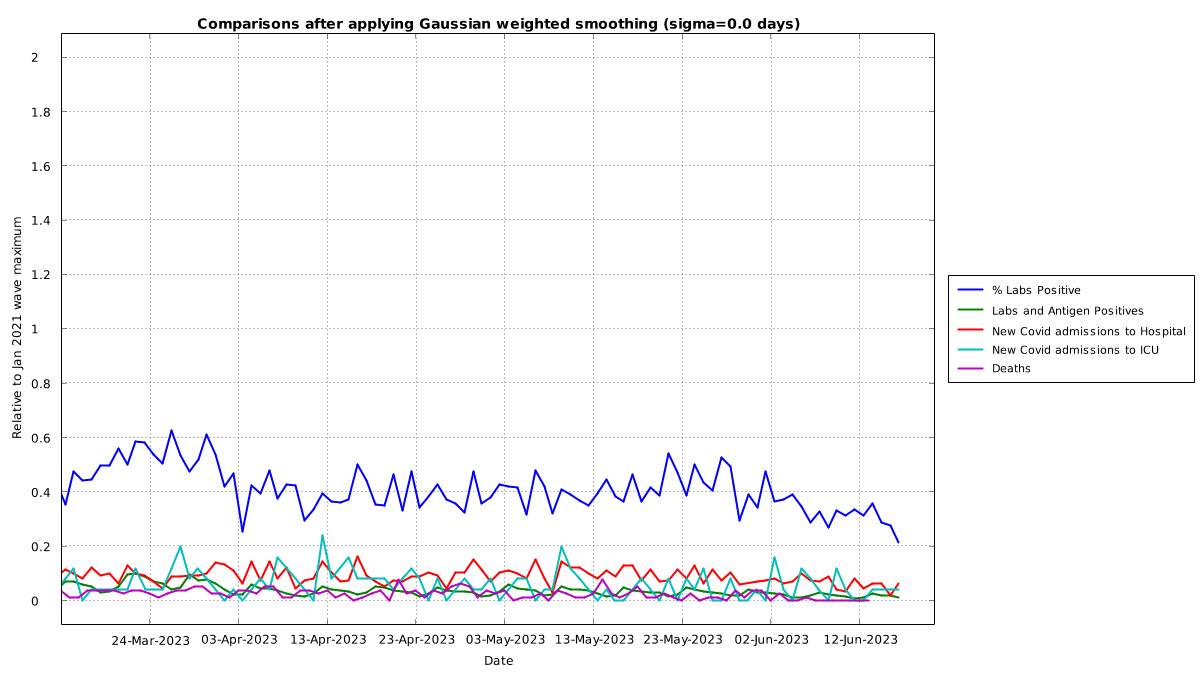 Comparisons after applying Gaussian weighted smoothing (sigma=0.0 days)
Relative to Jan 2021 wave maximum
2
1.8
1.6
1.4
1.2
1
0.8
0.6
0.4
0.2
0
24-Mar-2023 03-Apr-2023 13-Apr-2023 23-Apr-2023 03-May-2023 13-May-2023 23-May-2023 02-Jun-2023 12-Jun-2023
Date
% Labs Positive
Labs and Antigen Positives
New Covid admissions to Hospital
New Covid admissions to ICU
Deaths